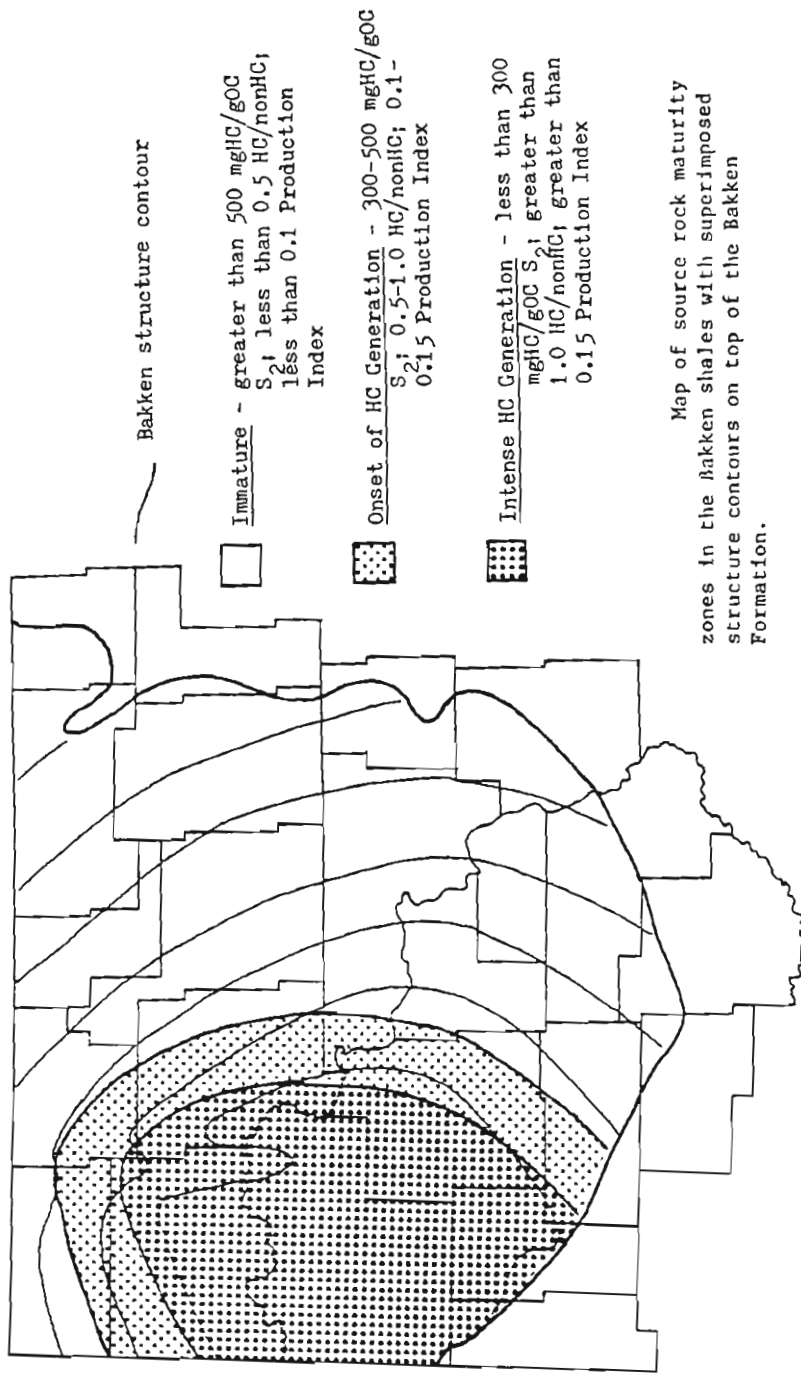 Bakken structure contour
Immature - greater than 500 mgHC/gOC
S2; less than 0.5 HC/nonHC;
less than 0.1 Production
Index
Onset of HC Generation - 300-500 mgHC/gOC
S2; 0.5-1.0 HC/nonHC; 0.1-
0.15 Production Index
Intense HC Generation - less than 300
mgHC/gOC S2; greater than
1.0 HC/nonHC; greater than
0.15 Production Index
Map of source rock maturity
zones in the Bakken shales with superimposed
structure contours on top of the Bakken
Formation.